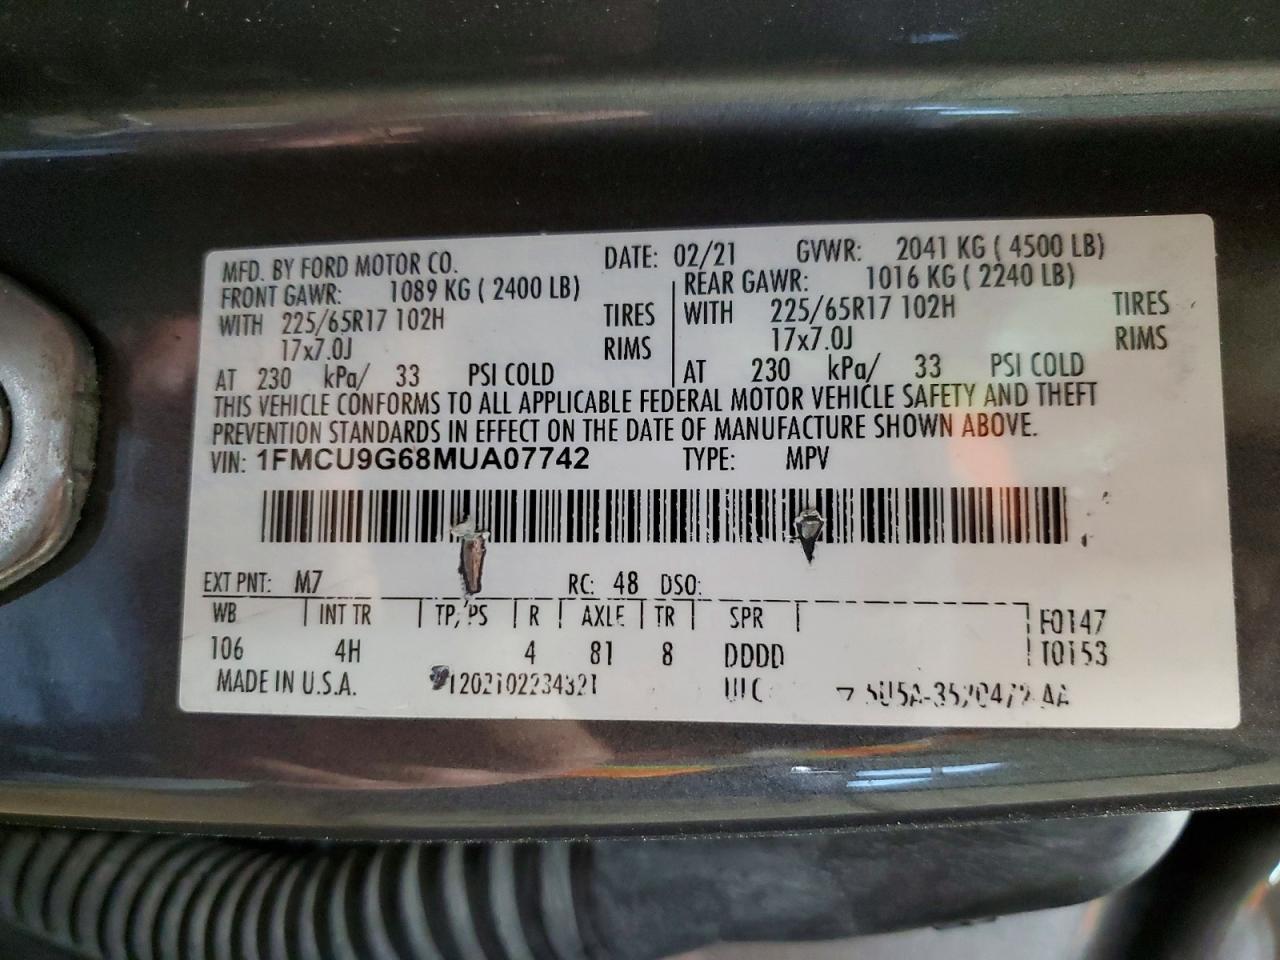 MFD. BY FORD MOTOR CO. DATE: 02/21 GVWR: 2041 KG ( 4500 LB)
FRONT GAWR: 1089 KG ( 2400 LB) REAR GAWR: 1016 KG ( 2240 LB)
WITH 225/65R17 102H TIRES WITH 225/65R17 102H TIRES
17x7.0J RIMS 17x7.0J RIMS
AT 230 kPa/ 33 PSI COLD AT 230 kPa/ 33 PSI COLD
THIS VEHICLE CONFORMS TO ALL APPLICABLE FEDERAL MOTOR VEHICLE SAFETY AND THEFT
PREVENTION STANDARDS IN EFFECT ON THE DATE OF MANUFACTURE SHOWN ABOVE.
VIN: 1FMCU9G68MUA07742 TYPE: MPV
EXT PNT: M7 RC: 48 DSO:
WB INT TR TP/PS R AXLE TR SPR F0147
106 4H 4 81 8 DDDD T0153
MADE IN U.S.A.